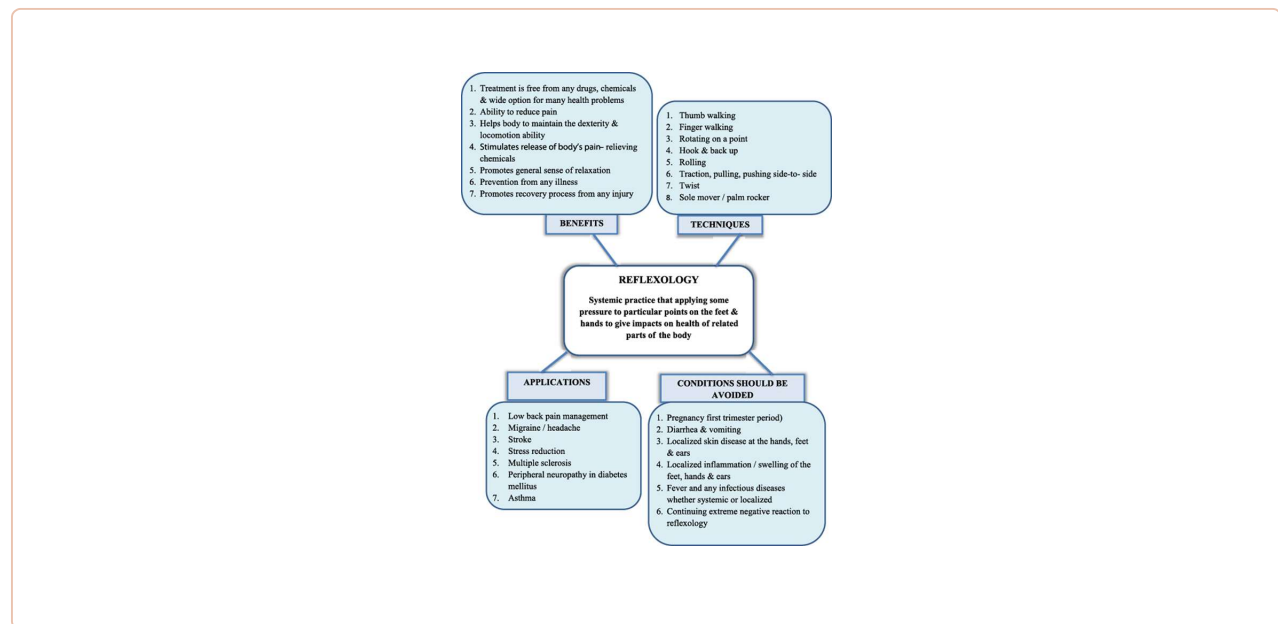 1. Treatment is free from any drugs, chemicals
& wide option for many health problems
2. Ability to reduce pain
3. Helps body to maintain the dexterity &
locomotion ability
4. Stimulates release of body's pain– relieving
chemicals
5. Promotes general sense of relaxation
6. Prevention from any illness
7. Promotes recovery process from any injury
BENEFITS
1. Thumb walking
2. Finger walking
3. Rotating on a point
4. Hook & back up
5. Rolling
6. Traction, pulling, pushing side-to- side
7. Twist
8. Sole mover / palm rocker
TECHNIQUES
REFLEXOLOGY
Systemic practice that applying some
pressure to particular points on the feet &
hands to give impacts on health of related
parts of the body
APPLICATIONS
1. Low back pain management
2. Migraine / headache
3. Stroke
4. Stress reduction
5. Multiple sclerosis
6. Peripheral neuropathy in diabetes
mellitus
7. Asthma
CONDITIONS SHOULD BE
AVOIDED
1. Pregnancy first trimester period)
2. Diarrhea & vomiting
3. Localized skin disease at the hands, feet
& ears
4. Localized inflammation / swelling of the
feet, hands & ears
5. Fever and any infectious diseases
whether systemic or localized
6. Continuing extreme negative reaction to
reflexology